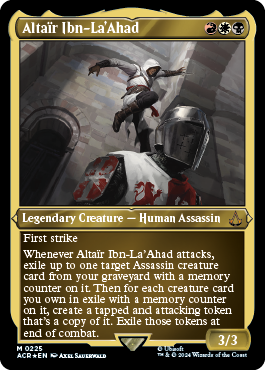 Altaïr Ibn-La'Ahad
Legendary Creature — Human Assassin
First strike
Whenever Altaïr Ibn-La'Ahad attacks,
exile up to one target Assassin creature
card from your graveyard with a memory
counter on it. Then for each creature card
you own in exile with a memory counter
on it, create a tapped and attacking token
that's a copy of it. Exile those tokens at
end of combat.
3/3
M 0225
ACR★EN Axel Sauerwald
© Ubisoft
™ & © 2024 Wizards of the Coast